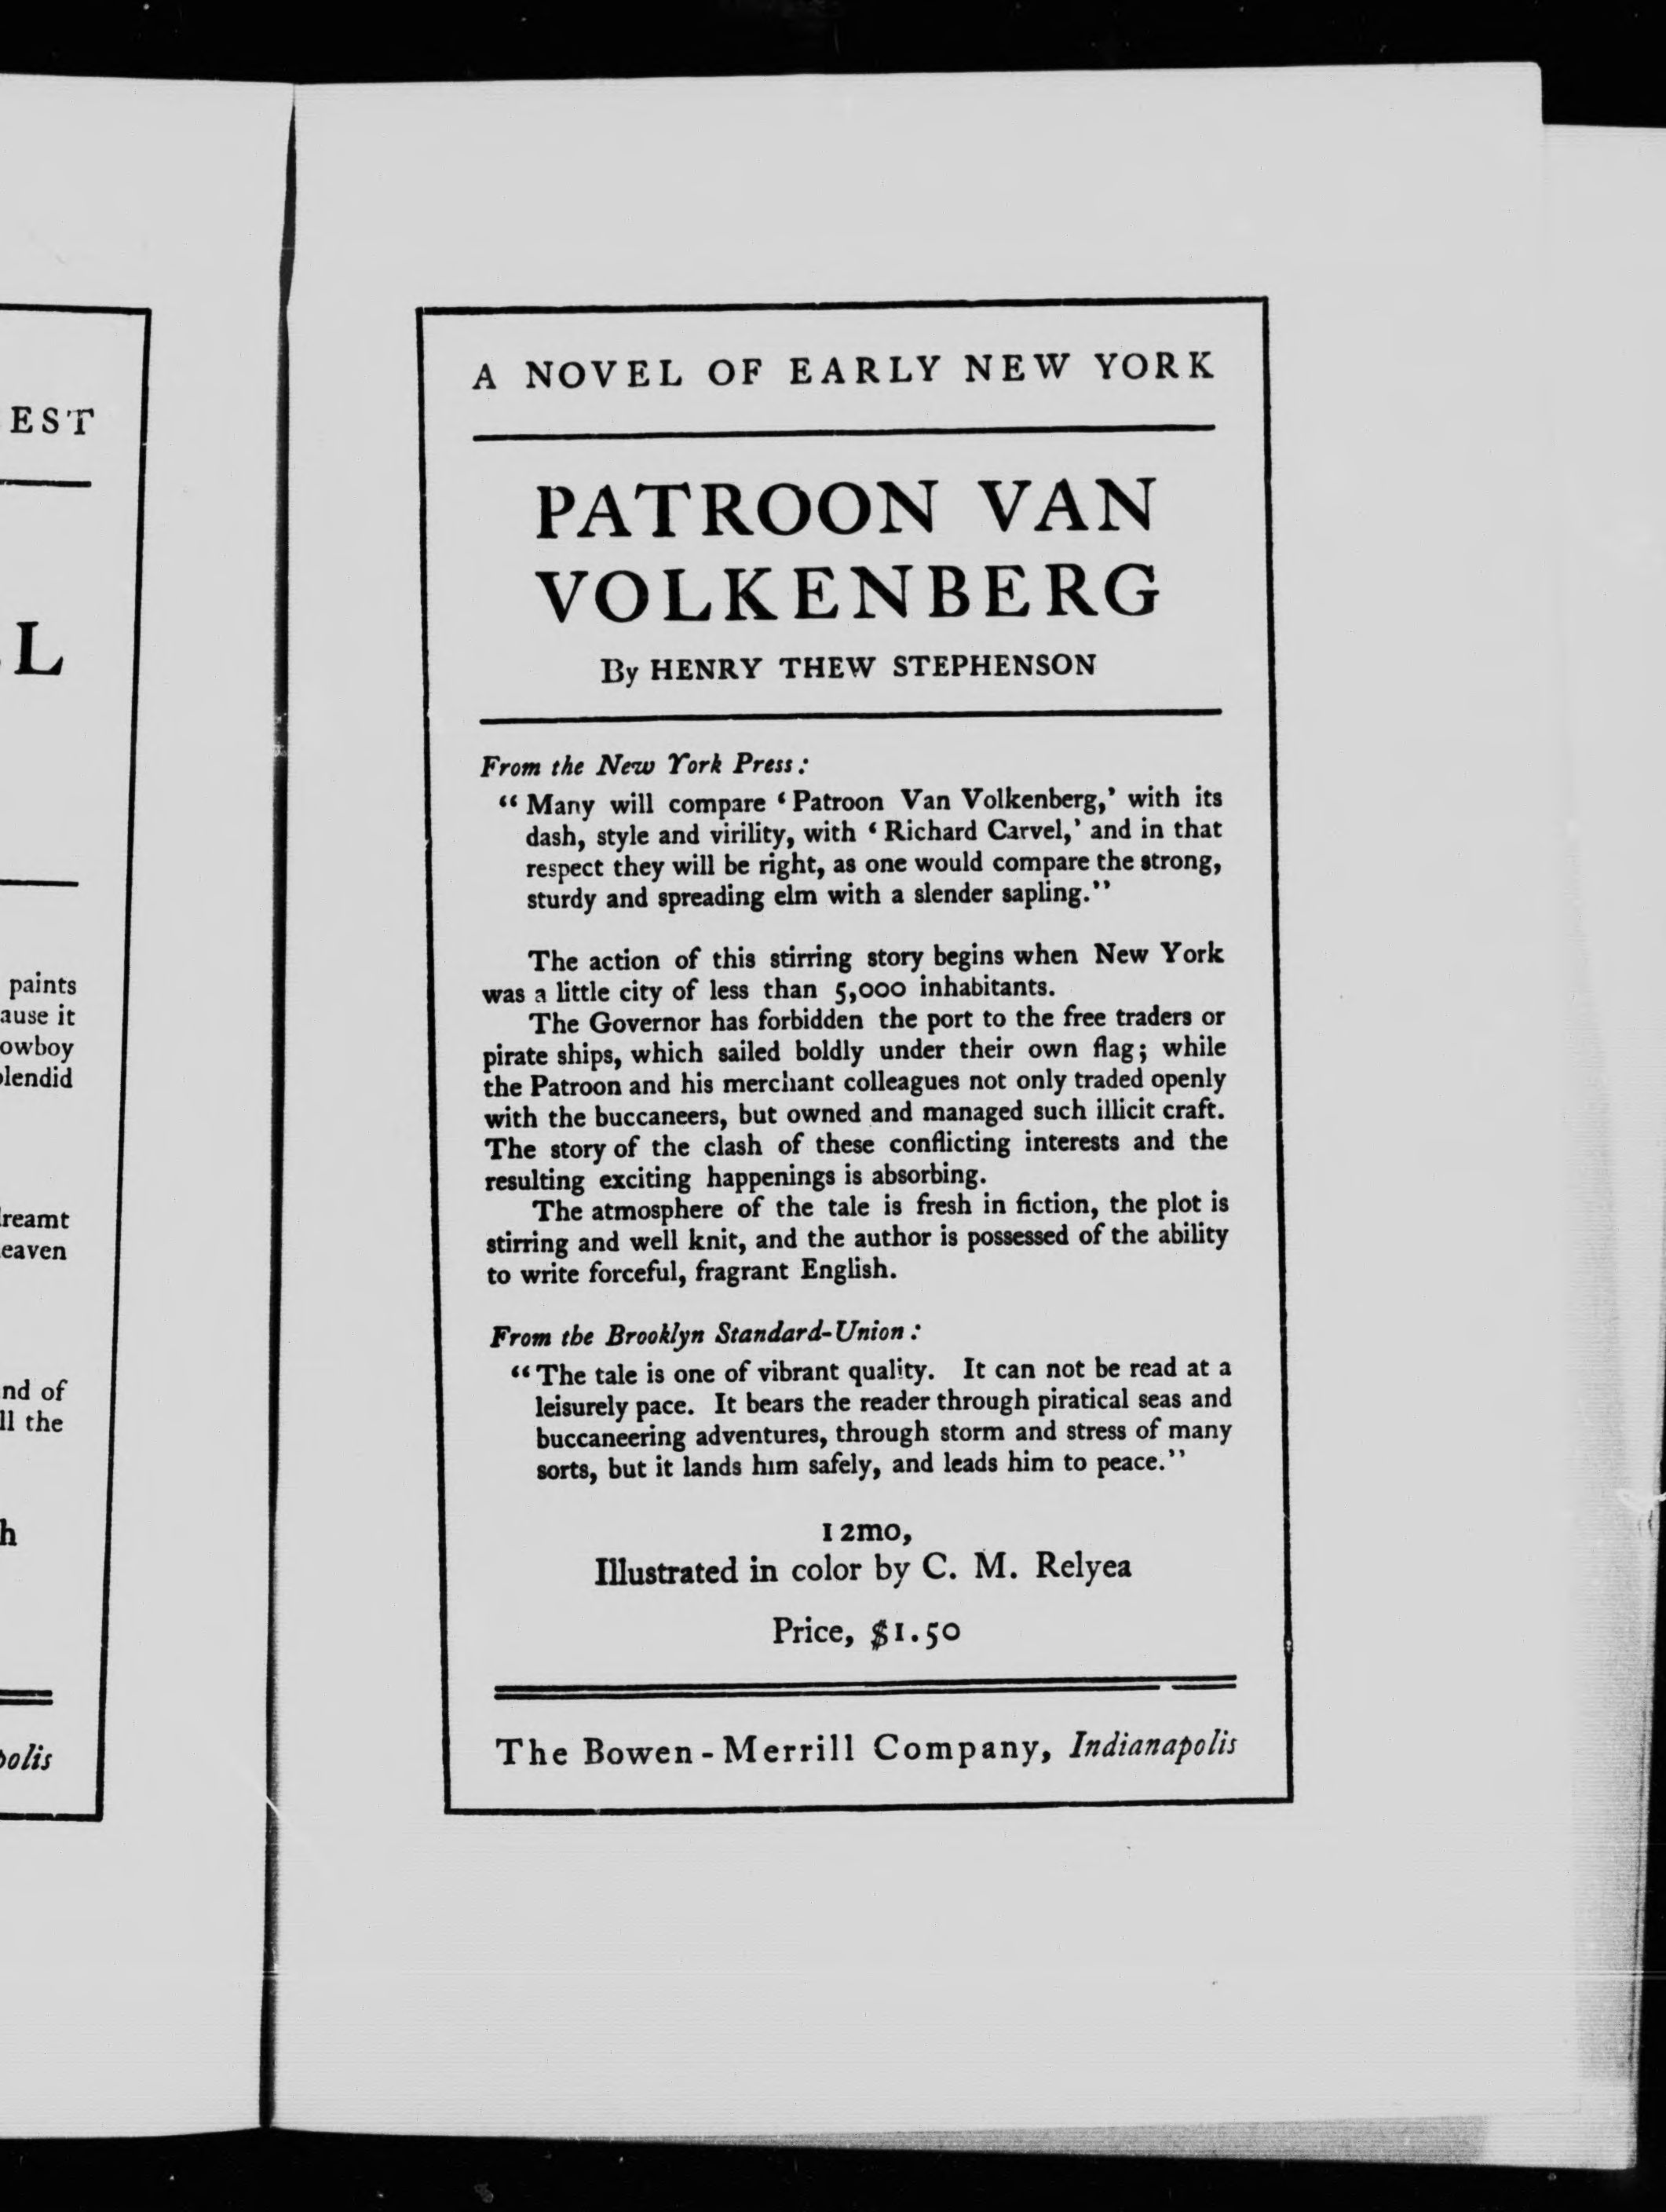 EST
L
paints
ause it
owboy
lendid
reamt
eaven
nd of
ll the
h
polis
A NOVEL OF EARLY NEW YORK
PATROON VAN
VOLKENBERG
By HENRY THEW STEPHENSON
From the New York Press:
“Many will compare ‘Patroon Van Volkenberg,’ with its
dash, style and virility, with ‘Richard Carvel,’ and in that
respect they will be right, as one would compare the strong,
sturdy and spreading elm with a slender sapling.”
The action of this stirring story begins when New York
was a little city of less than 5,000 inhabitants.
The Governor has forbidden the port to the free traders or
pirate ships, which sailed boldly under their own flag; while
the Patroon and his merchant colleagues not only traded openly
with the buccaneers, but owned and managed such illicit craft.
The story of the clash of these conflicting interests and the
resulting exciting happenings is absorbing.
The atmosphere of the tale is fresh in fiction, the plot is
stirring and well knit, and the author is possessed of the ability
to write forceful, fragrant English.
From the Brooklyn Standard-Union:
“The tale is one of vibrant quality. It can not be read at a
leisurely pace. It bears the reader through piratical seas and
buccaneering adventures, through storm and stress of many
sorts, but it lands him safely, and leads him to peace.”
12mo,
Illustrated in color by C. M. Relyea
Price, $1.50
The Bowen-Merrill Company, Indianapolis